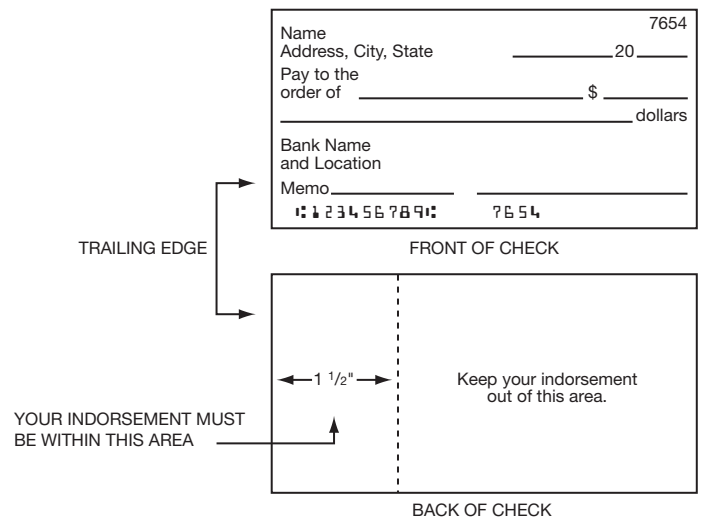 7654
Name
Address, City, State 20
Pay to the
order of $
dollars
Bank Name
and Location
Memo
⑆123456789⑆ 7654
TRAILING EDGE
FRONT OF CHECK
1 1/2"
Keep your indorsement
out of this area.
YOUR INDORSEMENT MUST
BE WITHIN THIS AREA
BACK OF CHECK